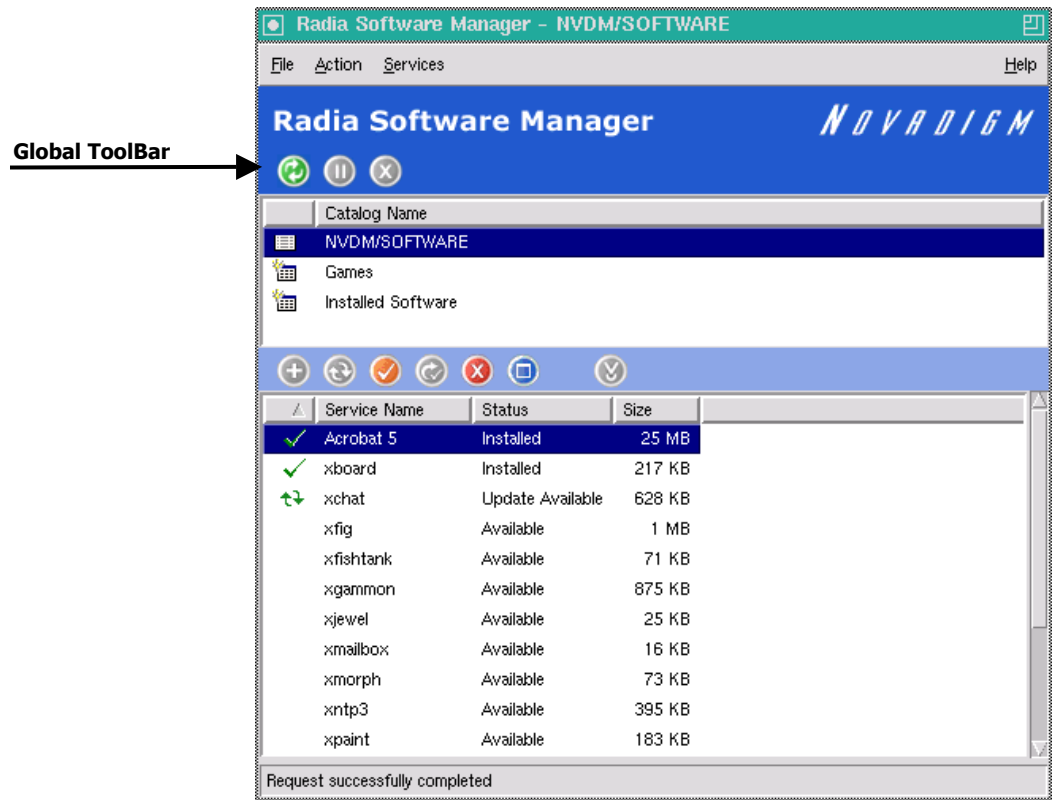 Radia Software Manager - NVDM/SOFTWARE
File Action Services Help
Radia Software Manager NOVADIGM
Global ToolBar
Catalog Name
NVDM/SOFTWARE
Games
Installed Software
Service Name Status Size
Acrobat 5 Installed 25 MB
xboard Installed 217 KB
xchat Update Available 628 KB
xfig Available 1 MB
xfishtank Available 71 KB
xgammon Available 875 KB
xjewel Available 25 KB
xmailbox Available 16 KB
xmorph Available 73 KB
xntp3 Available 395 KB
xpaint Available 183 KB
Request successfully completed